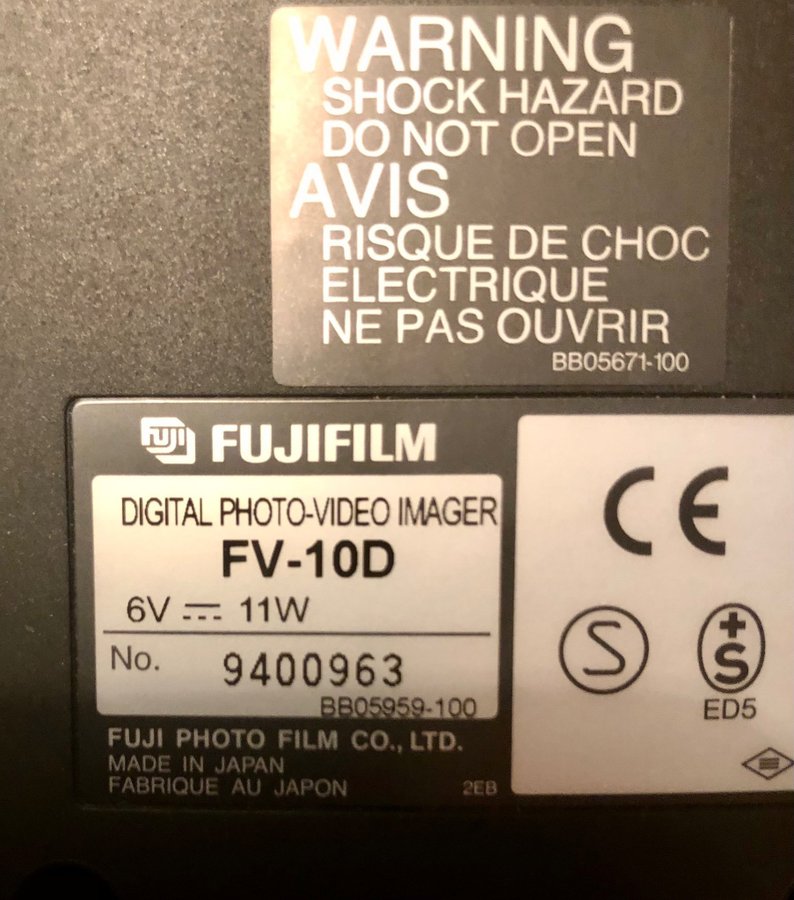 WARNING
SHOCK HAZARD
DO NOT OPEN
AVIS
RISQUE DE CHOC
ELECTRIQUE
NE PAS OUVRIR
BB05671-100
FUJI FUJIFILM
DIGITAL PHOTO-VIDEO IMAGER
FV-10D
6V ⎓ 11W
No. 9400963
BB05959-100
FUJI PHOTO FILM CO., LTD.
MADE IN JAPAN
FABRIQUE AU JAPON 2EB
CE
S +S
ED5